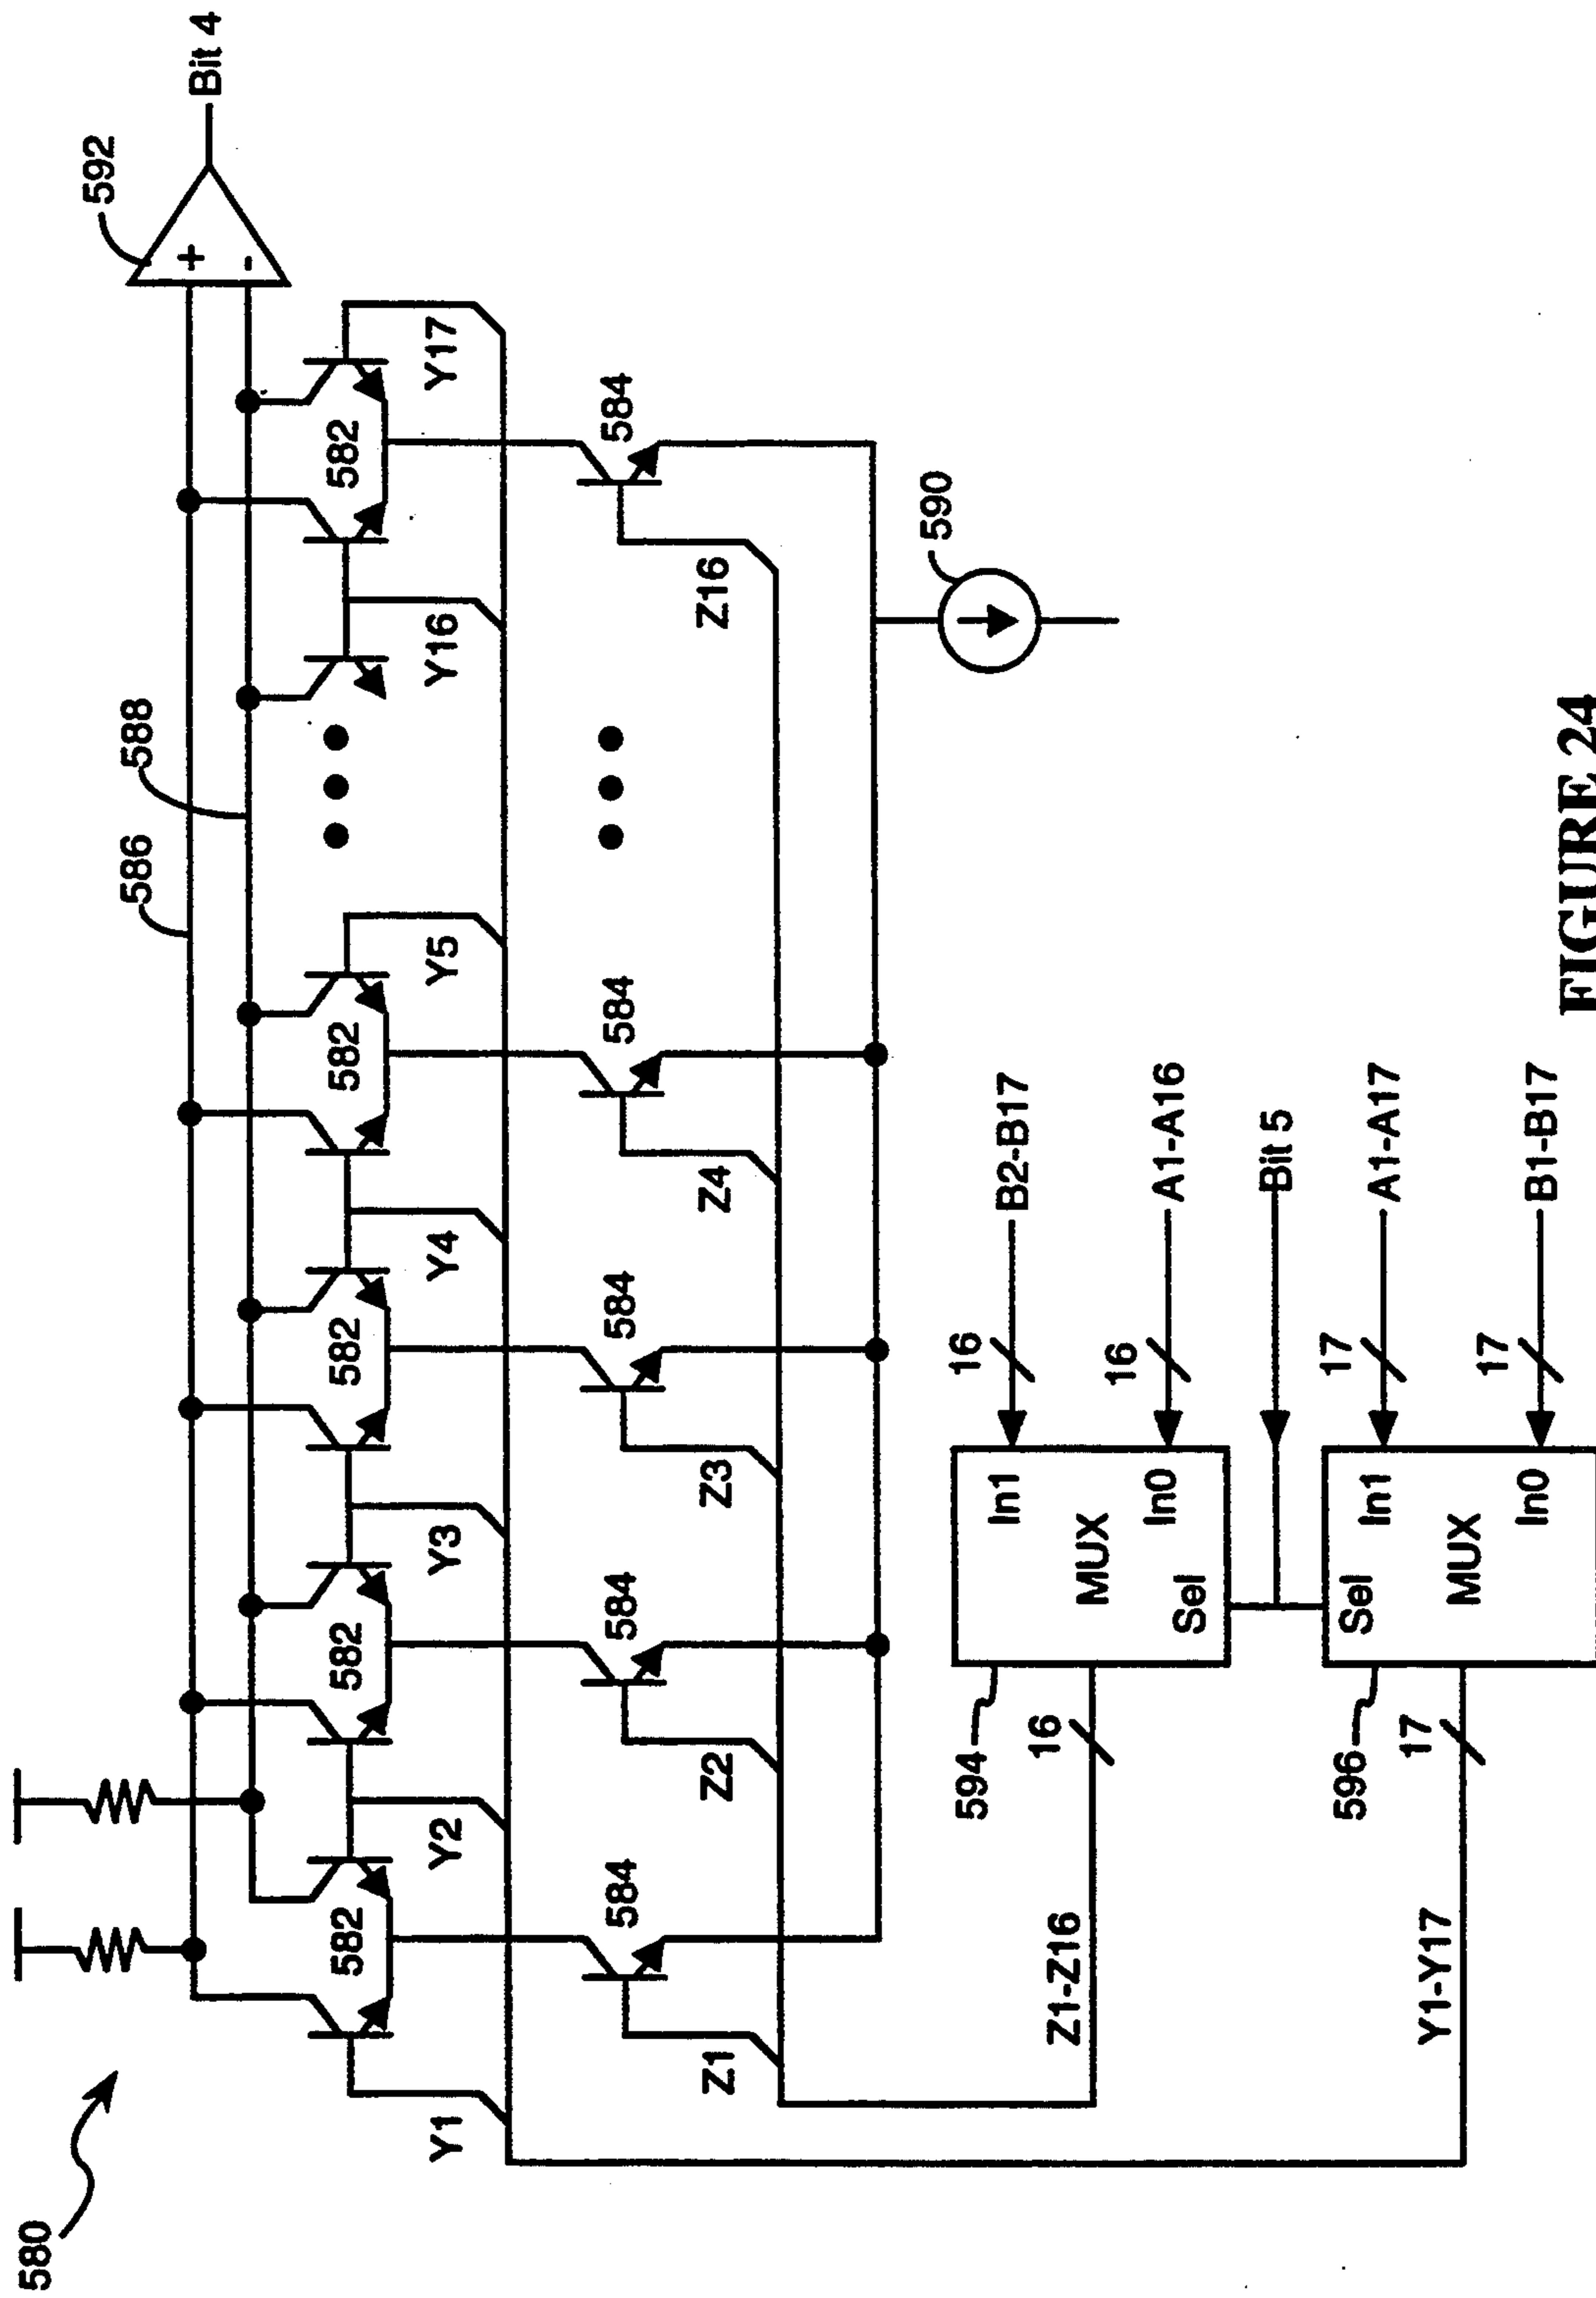 580
592
Bit 4
586
588
582
582
582
582
582
Y1
Y2
Y3
Y4
Y5
Y16
Y17
584
584
584
584
584
Z1
Z2
Z3
Z4
Z16
590
594
16
Z1-Z16
In1
MUX
In0
Sel
16
B2-B17
16
A1-A16
Bit 5
596
17
Y1-Y17
Sel
In1
MUX
In0
17
A1-A17
17
B1-B17
+
-
FIGURE 24